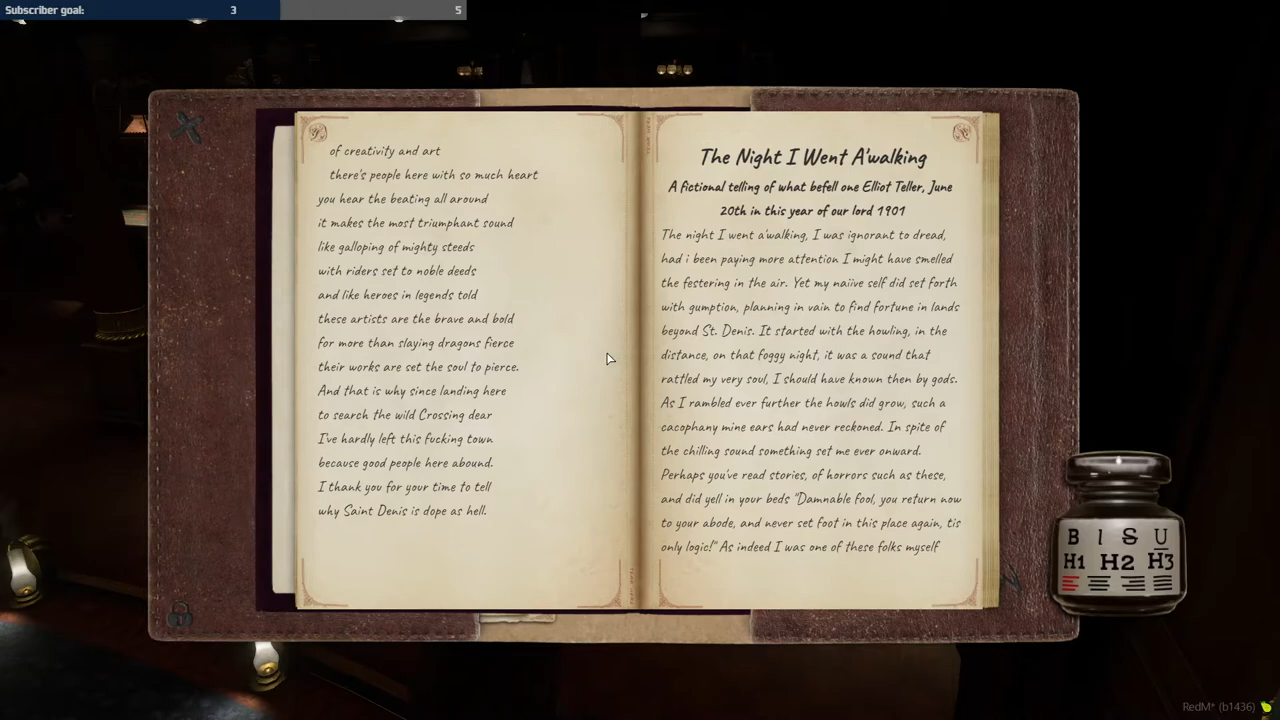 Subscriber goal: 3 5
of creativity and art
there's people here with so much heart
you hear the beating all around
it makes the most triumphant sound
like galloping of mighty steeds
with riders set to noble deeds
and like heroes in legends told
these artists are the brave and bold
for more than slaying dragons fierce
their works are set the soul to pierce.
And that is why since landing here
to search the wild Crossing dear
I've hardly left this fucking town
because good people here abound.
I thank you for your time to tell
why Saint Denis is dope as hell.
The Night I Went A'walking
A fictional telling of what befell one Elliot Teller, June
20th in this year of our lord 1901
The night I went a'walking, I was ignorant to dread,
had i been paying more attention I might have smelled
the festering in the air. Yet my naiive self did set forth
with gumption, planning in vain to find fortune in lands
beyond St. Denis. It started with the howling, in the
distance, on that foggy night, it was a sound that
rattled my very soul, I should have known then by gods.
As I rambled ever further the howls did grow, such a
cacophany mine ears had never reckoned. In spite of
the chilling sound something set me ever onward.
Perhaps you've read stories, of horrors such as these,
and did yell in your beds "Damnable fool, you return now
to your abode, and never set foot in this place again, tis
only logic!" As indeed I was one of these folks myself
B I S U
H1 H2 H3
RedM* (b1436)